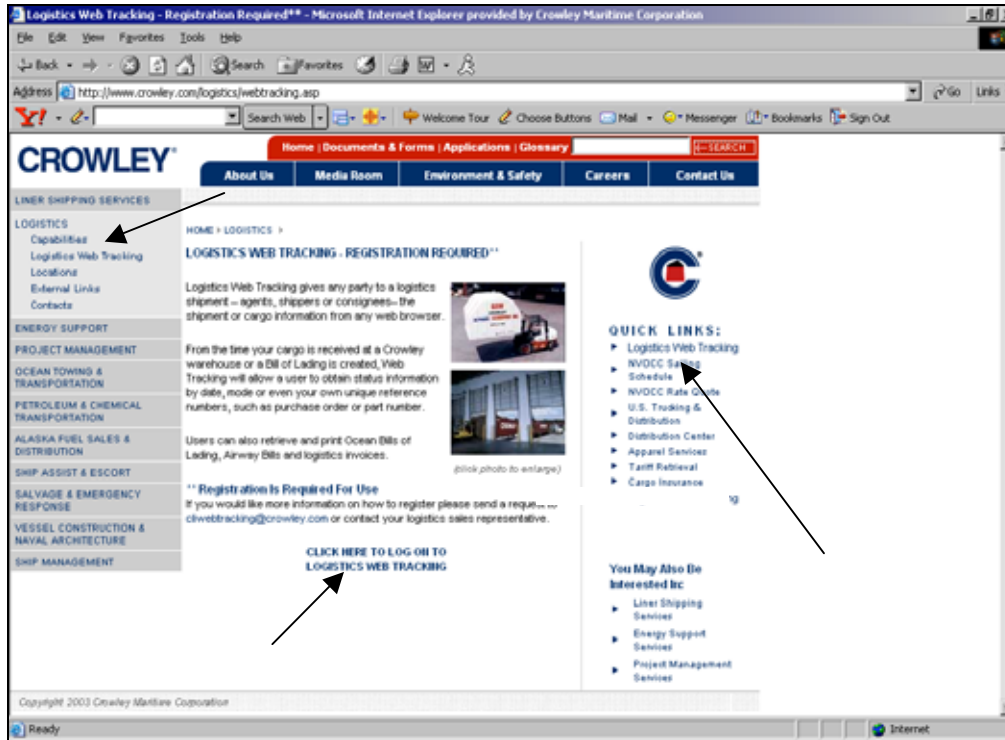 Logistics Web Tracking - Registration Required** - Microsoft Internet Explorer provided by Crowley Maritime Corporation
File Edit View Favorites Tools Help
Back Search Favorites
Address http://www.crowley.com/logistics/webtracking.asp Go Links
Y! Search Web Welcome Tour Choose Buttons Mail Messenger Bookmarks Sign Out
CROWLEY
Home | Documents & Forms | Applications | Glossary SEARCH
About Us Media Room Environment & Safety Careers Contact Us
LINER SHIPPING SERVICES
LOGISTICS
Capabilities
Logistics Web Tracking
Locations
External Links
Contacts
ENERGY SUPPORT
PROJECT MANAGEMENT
OCEAN TOWING &
TRANSPORTATION
PETROLEUM & CHEMICAL
TRANSPORTATION
ALASKA FUEL SALES &
DISTRIBUTION
SHIP ASSIST & ESCORT
SALVAGE & EMERGENCY
RESPONSE
VESSEL CONSTRUCTION &
NAVAL ARCHITECTURE
SHIP MANAGEMENT
HOME › LOGISTICS ›
LOGISTICS WEB TRACKING - REGISTRATION REQUIRED**
Logistics Web Tracking gives any party to a logistics
shipment -- agents, shippers or consignees-- the
shipment or cargo information from any web browser.
From the time your cargo is received at a Crowley
warehouse or a Bill of Lading is created, Web
Tracking will allow a user to obtain status information
by date, mode or even your own unique reference
numbers, such as purchase order or part number.
Users can also retrieve and print Ocean Bills of
Lading, Airway Bills and logistics invoices.
(click photo to enlarge)
** Registration Is Required For Use
If you would like more information on how to register please send a reque... to
cliwebtracking@crowley.com or contact your logistics sales representative.
CLICK HERE TO LOG ON TO
LOGISTICS WEB TRACKING
QUICK LINKS:
Logistics Web Tracking
NVOCC Sailing
Schedule
NVOCC Rate Quote
U.S. Trucking &
Distribution
Distribution Center
Apparel Services
Tariff Retrieval
Cargo Insurance
You May Also Be
Interested In:
Liner Shipping
Services
Energy Support
Services
Project Management
Services
Copyright 2003 Crowley Maritime Corporation
Ready Internet